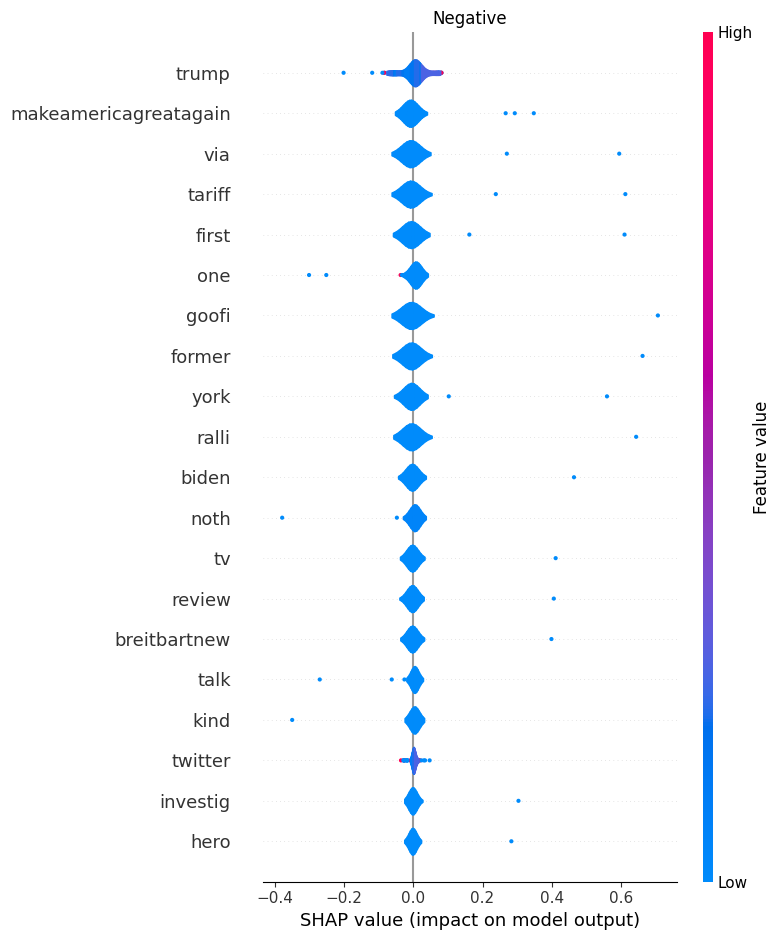 Negative
High
trump
makeamericagreatagain
via
tariff
first
one
goofi
former
york
ralli
biden
noth
tv
review
breitbartnew
talk
kind
twitter
investig
hero
Feature value
Low
−0.4 −0.2 0.0 0.2 0.4 0.6
SHAP value (impact on model output)